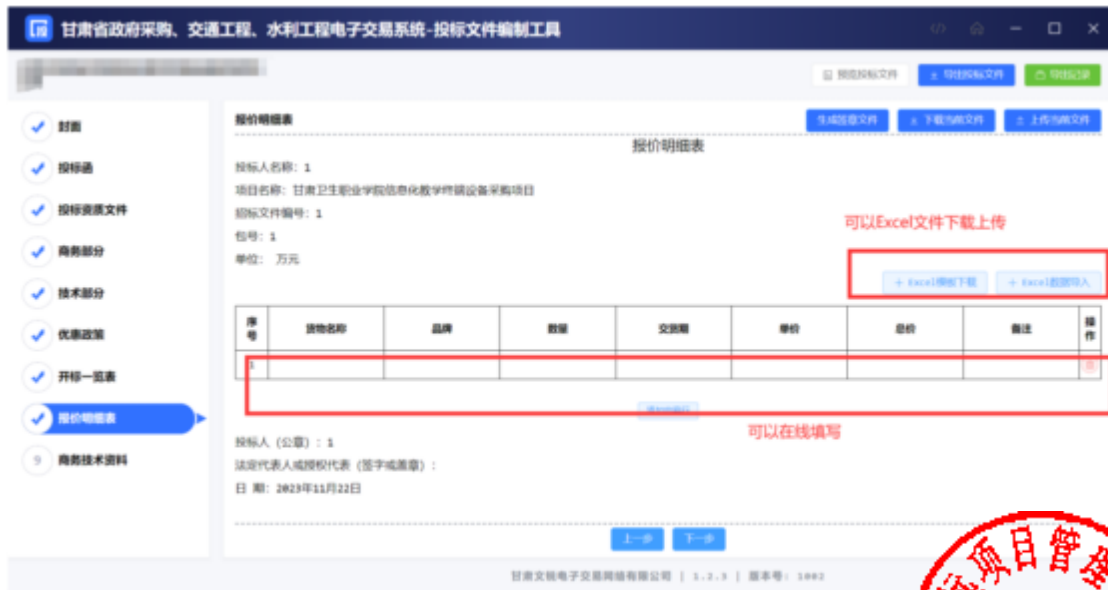 甘肃省政府采购、交通工程、水利工程电子交易系统-投标文件编制工具
预览投标文件 导出投标文件 导出记录
封面
投标函
投标资质文件
商务部分
技术部分
优惠政策
开标一览表
报价明细表
9 商务技术资料
报价明细表 生成签章文件 下载当前文件 上传当前文件
报价明细表
投标人名称: 1
项目名称: 甘肃卫生职业学院信息化教学终端设备采购项目
招标文件编号: 1
包号: 1
单位: 万元
可以Excel文件下载上传
+ Excel模板下载 + Excel数据导入
序号 货物名称 品牌 数量 交货期 单价 总价 备注 操作
1
可以在线填写
投标人 (公章) : 1
法定代表人或授权代表 (签字或盖章) :
日 期: 2023年11月22日
上一步 下一步
甘肃文锐电子交易网络有限公司 | 1.2.3 | 版本号: 1002
项目管